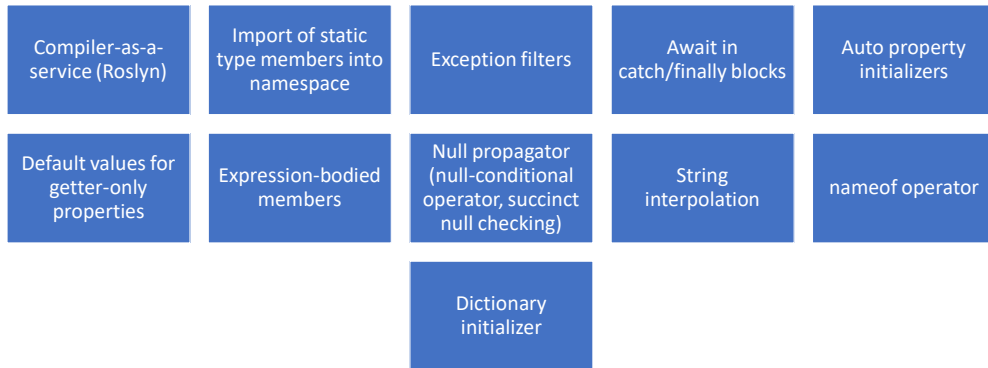 Compiler-as-a-
service (Roslyn)
Import of static
type members into
namespace
Exception filters
Await in
catch/finally blocks
Auto property
initializers
Default values for
getter-only
properties
Expression-bodied
members
Null propagator
(null-conditional
operator, succinct
null checking)
String
interpolation
nameof operator
Dictionary
initializer